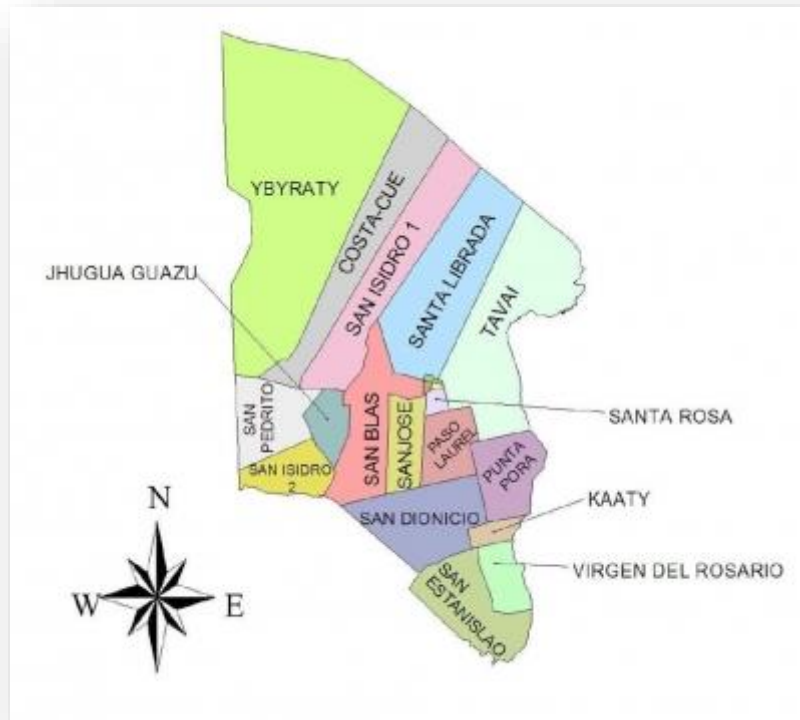 YBYRATY
COSTA-CUE
SAN ISIDRO 1
SANTA LIBRADA
TAVAI
JHUGUA GUAZU
SAN
PEDRITO
SAN BLAS
SANJOSE
PASO
LAUREL
SANTA ROSA
SAN ISIDRO
2
PUNTA
PORA
KAATY
SAN DIONICIO
VIRGEN DEL ROSARIO
SAN
ESTANISLAO
N
W
E